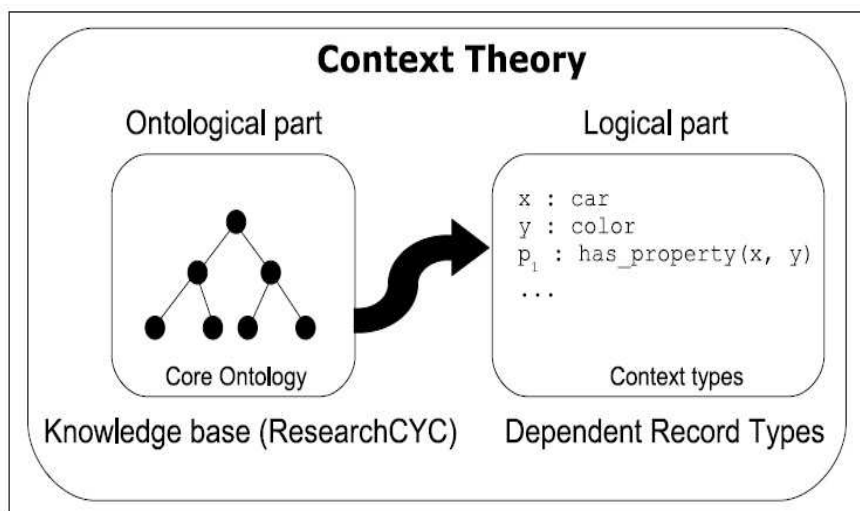 Context Theory
Ontological part
Logical part
x : car
y : color
p1 : has_property(x, y)
...
Core Ontology
Context types
Knowledge base (ResearchCYC)
Dependent Record Types